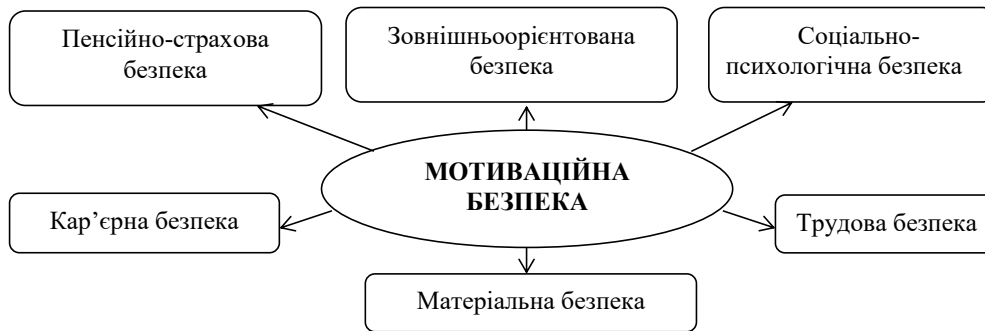 Пенсійно-страхова
безпека
Зовнішньоорієнтована
безпека
Соціально-
психологічна безпека
МОТИВАЦІЙНА
БЕЗПЕКА
Кар’єрна безпека
Трудова безпека
Матеріальна безпека